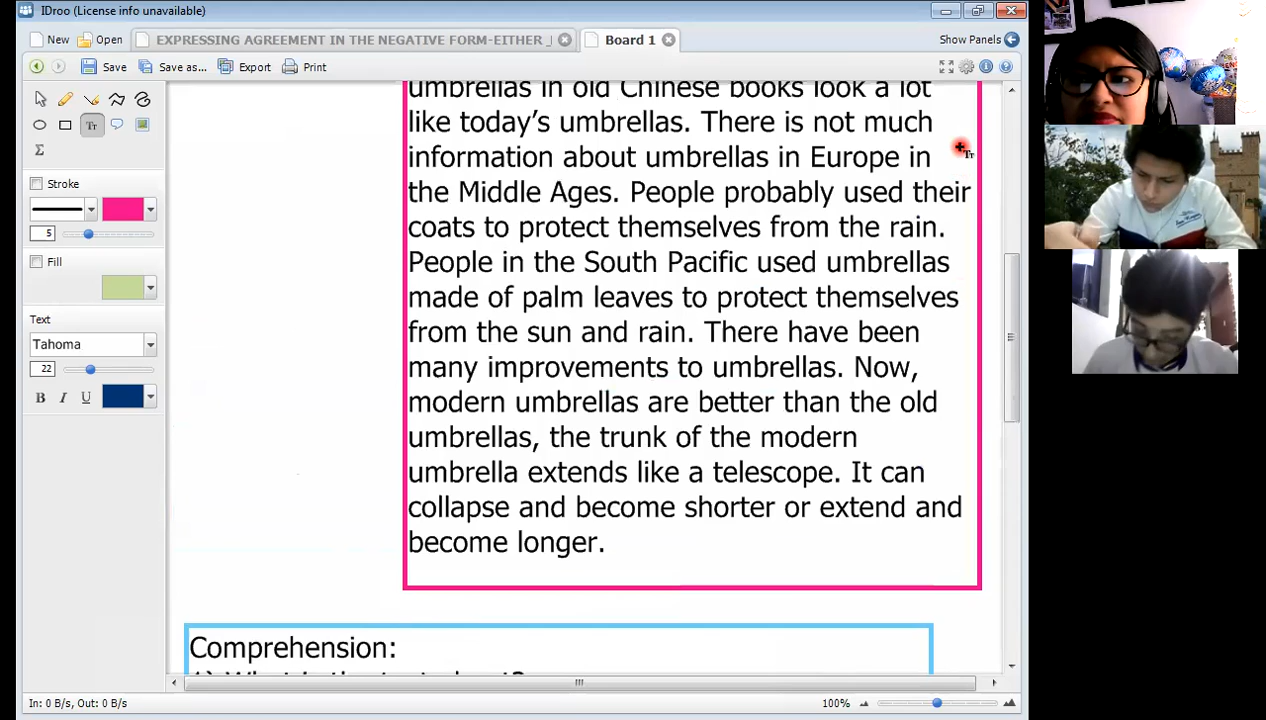 IDroo (License info unavailable)
New Open EXPRESSING AGREEMENT IN THE NEGATIVE FORM-EITHER _ Board 1 Show Panels
Save Save as... Export Print
umbrellas in old Chinese books look a lot
like today's umbrellas. There is not much
information about umbrellas in Europe in
the Middle Ages. People probably used their
coats to protect themselves from the rain.
People in the South Pacific used umbrellas
made of palm leaves to protect themselves
from the sun and rain. There have been
many improvements to umbrellas. Now,
modern umbrellas are better than the old
umbrellas, the trunk of the modern
umbrella extends like a telescope. It can
collapse and become shorter or extend and
become longer.
Comprehension:
Tт
Σ
Stroke
5
Fill
Text
Tahoma
22
B I U
In: 0 B/s, Out: 0 B/s 100%